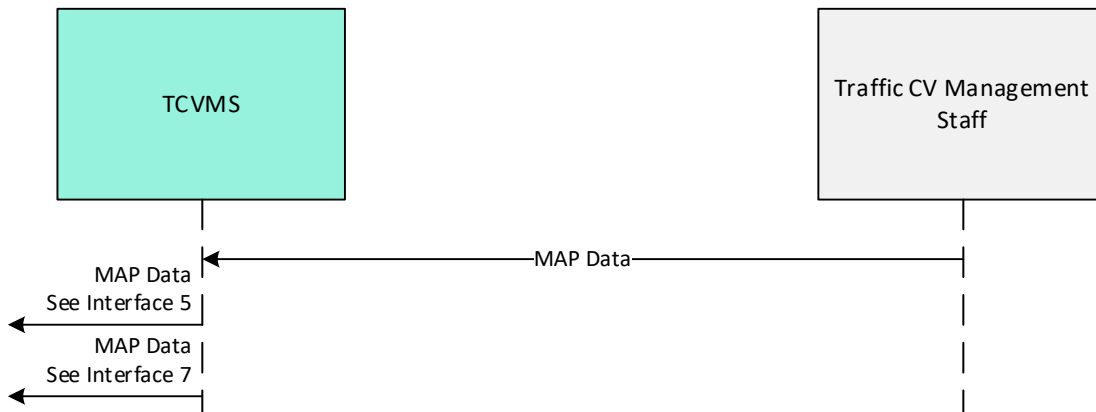 TCVMS
Traffic CV Management
Staff
MAP Data
MAP Data
See Interface 5
MAP Data
See Interface 7